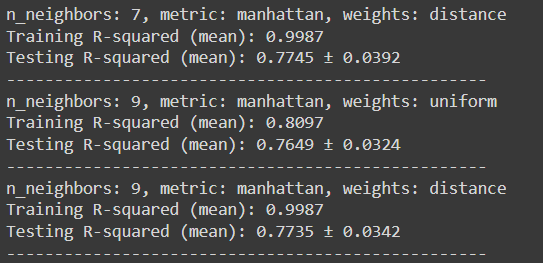 n_neighbors: 7, metric: manhattan, weights: distance
Training R-squared (mean): 0.9987
Testing R-squared (mean): 0.7745 ± 0.0392
--------------------------------------------------
n_neighbors: 9, metric: manhattan, weights: uniform
Training R-squared (mean): 0.8097
Testing R-squared (mean): 0.7649 ± 0.0324
--------------------------------------------------
n_neighbors: 9, metric: manhattan, weights: distance
Training R-squared (mean): 0.9987
Testing R-squared (mean): 0.7735 ± 0.0342
--------------------------------------------------